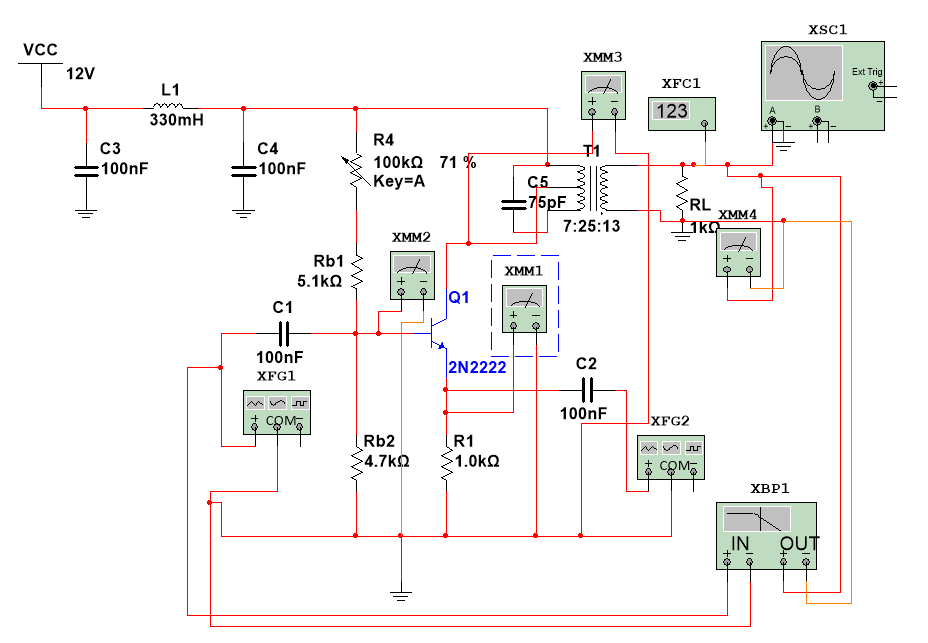 XSC1
VCC
12V
XMM3
XFC1
Ext Trig
+
−
L1
330mH
123
A
B
+ − + −
+ −
C3
100nF
C4
100nF
R4
100kΩ
Key=A
71 %
T1
C5
75pF
7:25:13
RL
1kΩ
XMM4
+ −
XMM2
+ −
XMM1
+ −
Rb1
5.1kΩ
Q1
2N2222
C1
100nF
XFG1
+ COM −
C2
100nF
XFG2
+ COM −
Rb2
4.7kΩ
R1
1.0kΩ
XBP1
IN OUT
+ − + −